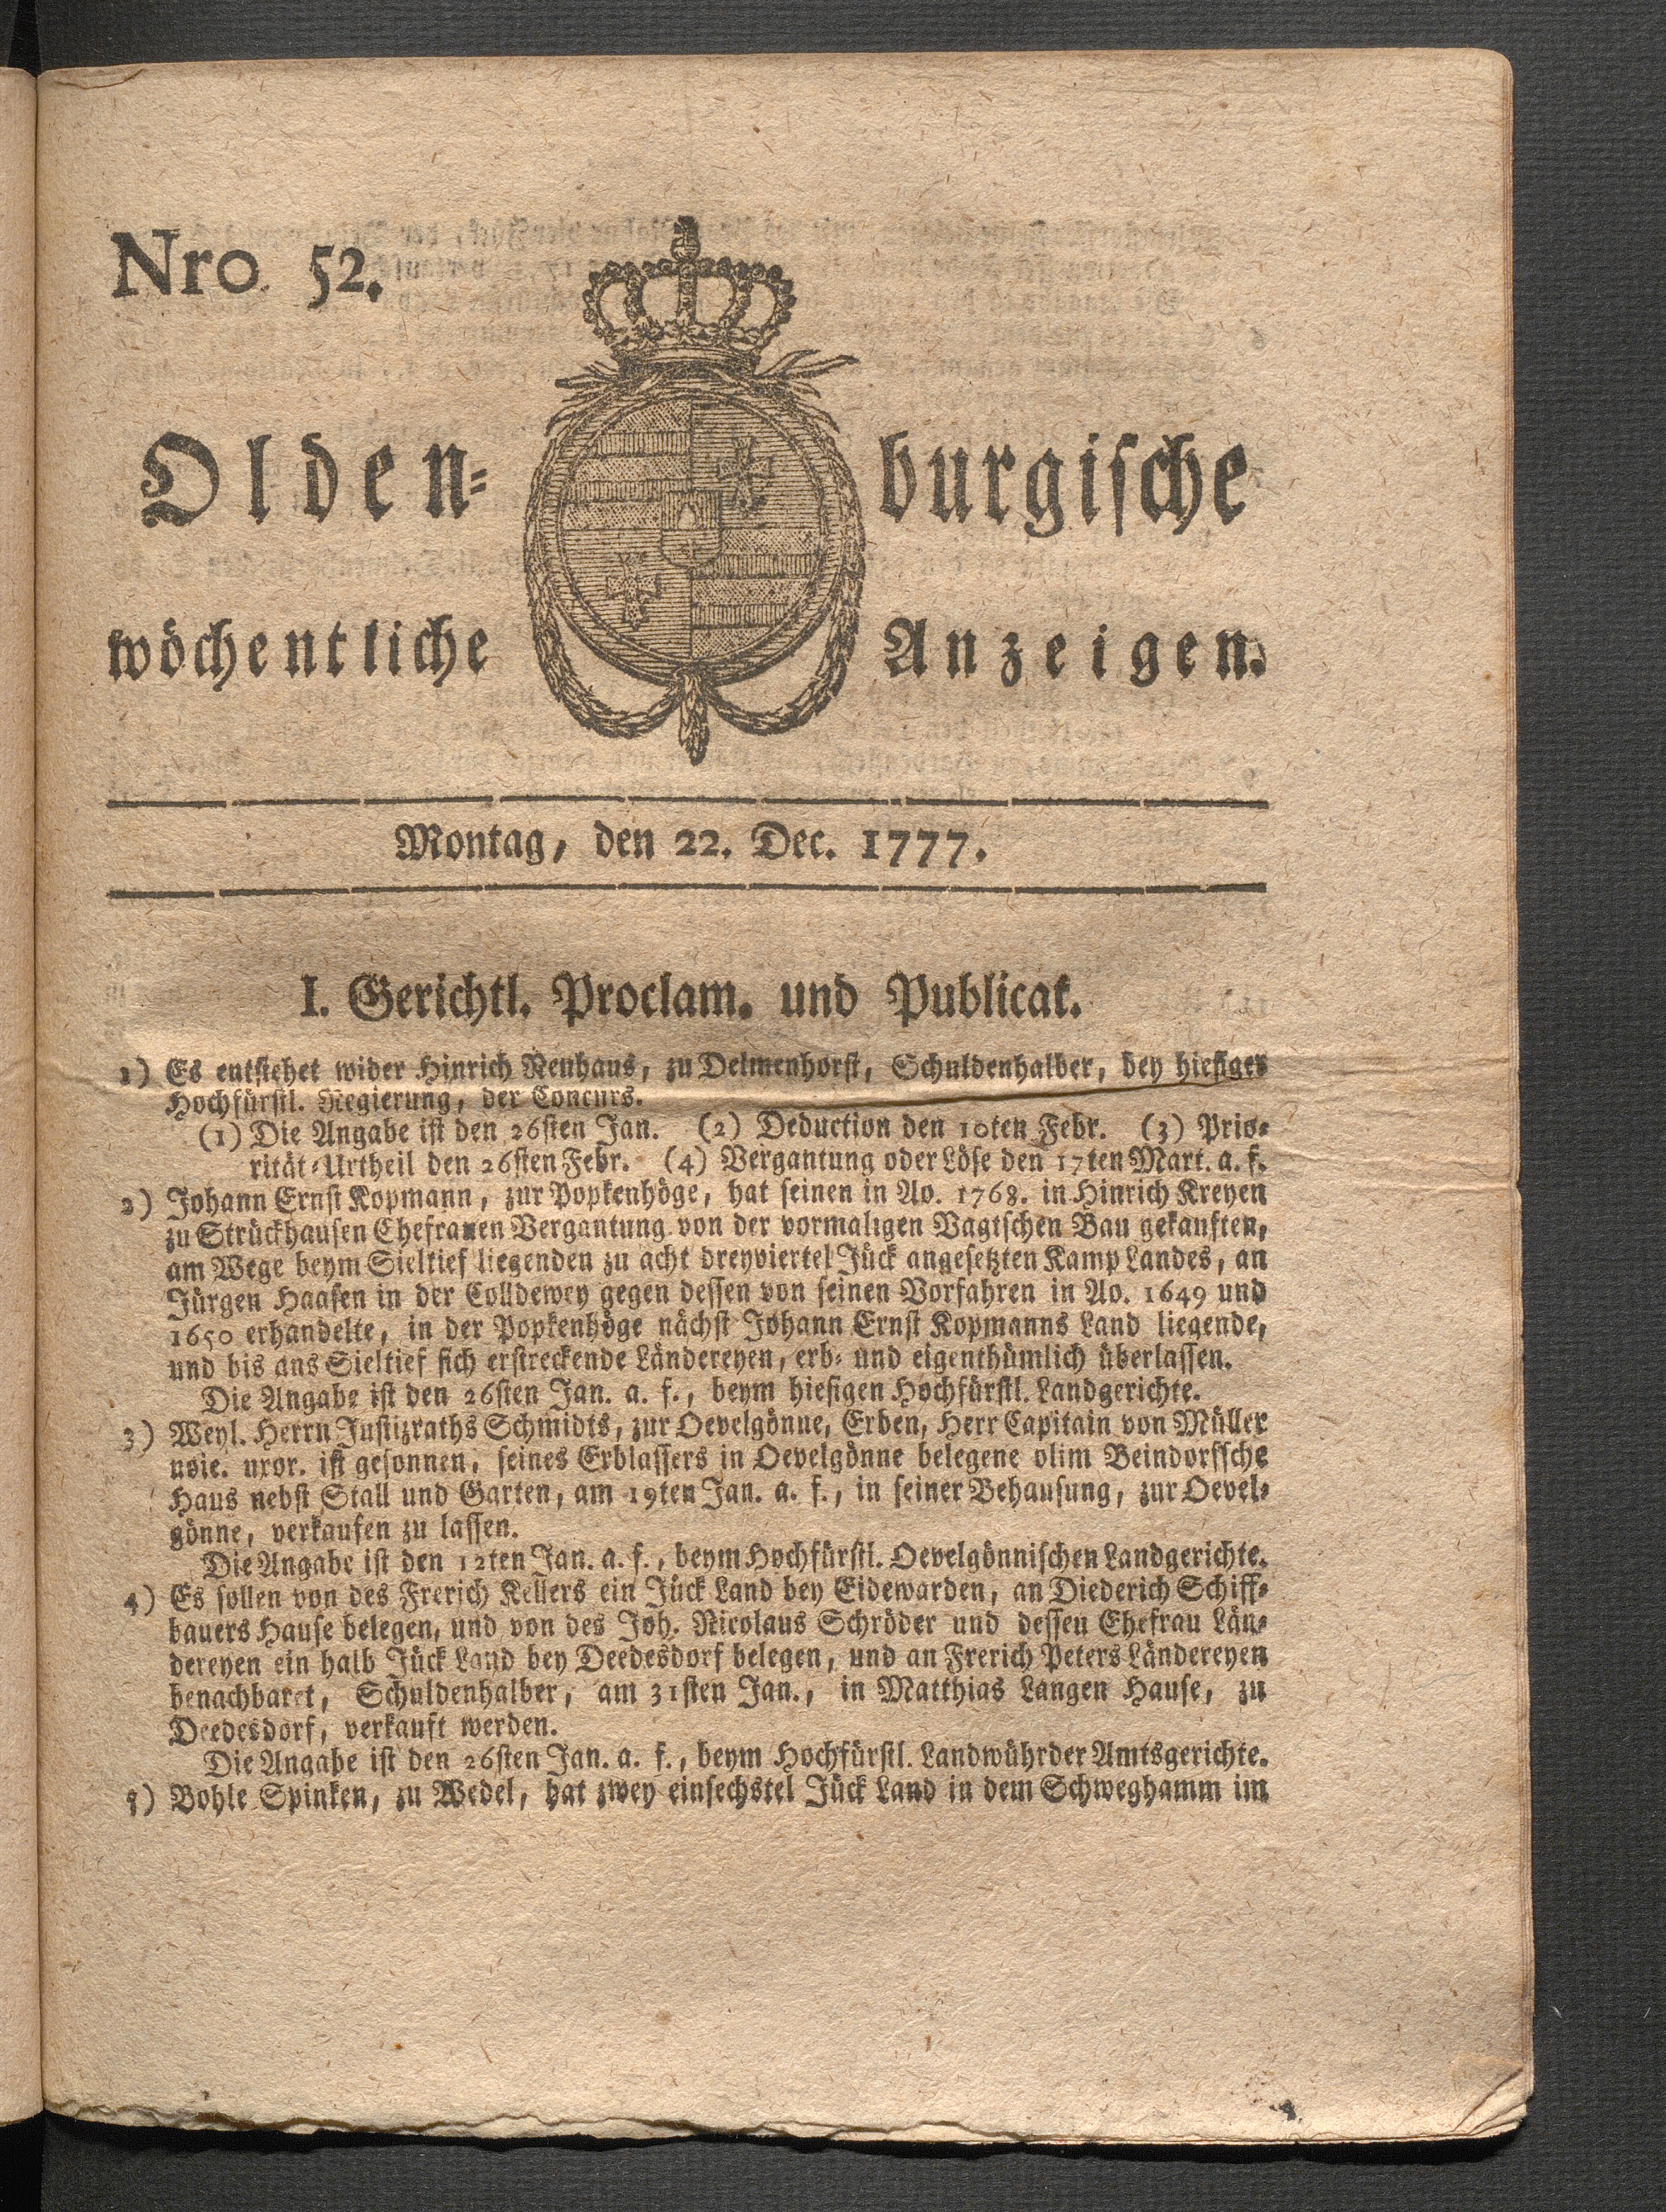 Nro. 52.
Olden⸗burgische
wöchentliche Anzeigen.
Montag, den 22. Dec. 1777.
I. Gerichtl. Proclam. und Publicat.
1) Es entstehet wider Hinrich Neuhaus, zu Delmenhorst, Schuldenhalber, bey hiesiger
Hochfürstl. Regierung, der Concurs.
(1) Die Angabe ist den 26sten Jan. (2) Deduction den 10ten Febr. (3) Prio⸗
rität⸗Urtheil den 26sten Febr. (4) Vergantung oder Löse den 17ten Mart. a. f.
2) Johann Ernst Kopmann, zur Popkenhöge, hat seinen in Ao. 1768. in Hinrich Kreyen
zu Strückhausen Ehefrauen Vergantung von der vormaligen Vagtschen Bau gekauften,
am Wege beym Sieltief liegenden zu acht dreyviertel Jück angesetzten Kamp Landes, an
Jürgen Haasen in der Colldewey gegen dessen von seinen Vorfahren in Ao. 1649 und
1650 erhandelte, in der Popkenhöge nächst Johann Ernst Kopmanns Land liegende,
und bis ans Sieltief sich erstreckende Ländereyen, erb⸗ und eigenthümlich überlassen.
Die Angabe ist den 26sten Jan. a. f., beym hiesigen Hochfürstl. Landgerichte.
3) Weyl. Herrn Justizraths Schmidts, zur Oevelgönne, Erben, Herr Capitain von Müller
noie. uxor. ist gesonnen, seines Erblassers in Oevelgönne belegene olim Beindorfsche
Haus nebst Stall und Garten, am 19ten Jan. a. f., in seiner Behausung, zur Oevel⸗
gönne, verkaufen zu lassen.
Die Angabe ist den 12ten Jan. a. f., beym Hochfürstl. Oevelgönnischen Landgerichte.
4) Es sollen von des Frerich Kellers ein Jück Land bey Eidewarden, an Diederich Schiff⸗
bauers Hause belegen, und von des Joh. Nicolaus Schröder und dessen Ehefrau Län⸗
dereyen ein halb Jück Land bey Deedesdorf belegen, und an Frerich Peters Ländereyen
benachbaret, Schuldenhalber, am 31sten Jan., in Matthias Langen Hause, zu
Deedesdorf, verkauft werden.
Die Angabe ist den 26sten Jan. a. f., beym Hochfürstl. Landwührder Amtsgerichte.
5) Bohle Spinken, zu Wedel, hat zwey einsechstel Jück Land in dem Schweghamm im